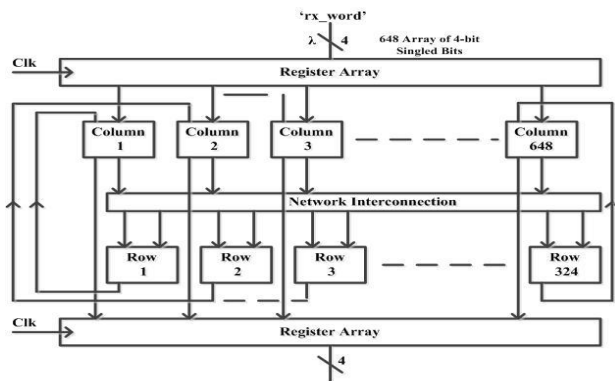 'rx_word'
λ 4
648 Array of 4-bit
Singled Bits
Clk
Register Array
Column
1
Column
2
Column
3
Column
648
Network Interconnection
Row
1
Row
2
Row
3
Row
324
Clk
Register Array
4